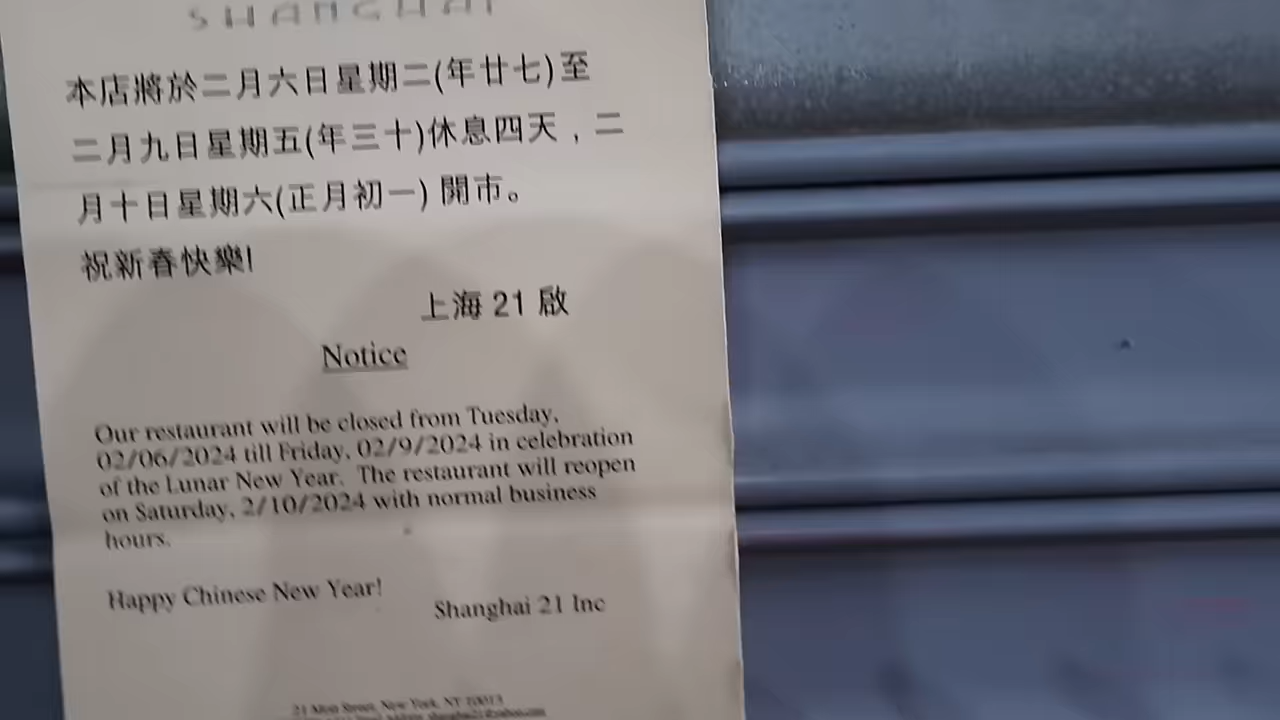 SHANGHAI
本店將於二月六日星期二(年廿七)至
二月九日星期五(年三十)休息四天，二
月十日星期六(正月初一) 開市。
祝新春快樂!
上海 21 啟
Notice
Our restaurant will be closed from Tuesday,
02/06/2024 till Friday, 02/9/2024 in celebration
of the Lunar New Year. The restaurant will reopen
on Saturday, 2/10/2024 with normal business
hours.
Happy Chinese New Year!
Shanghai 21 Inc
21 Mott Street, New York, NY 10013